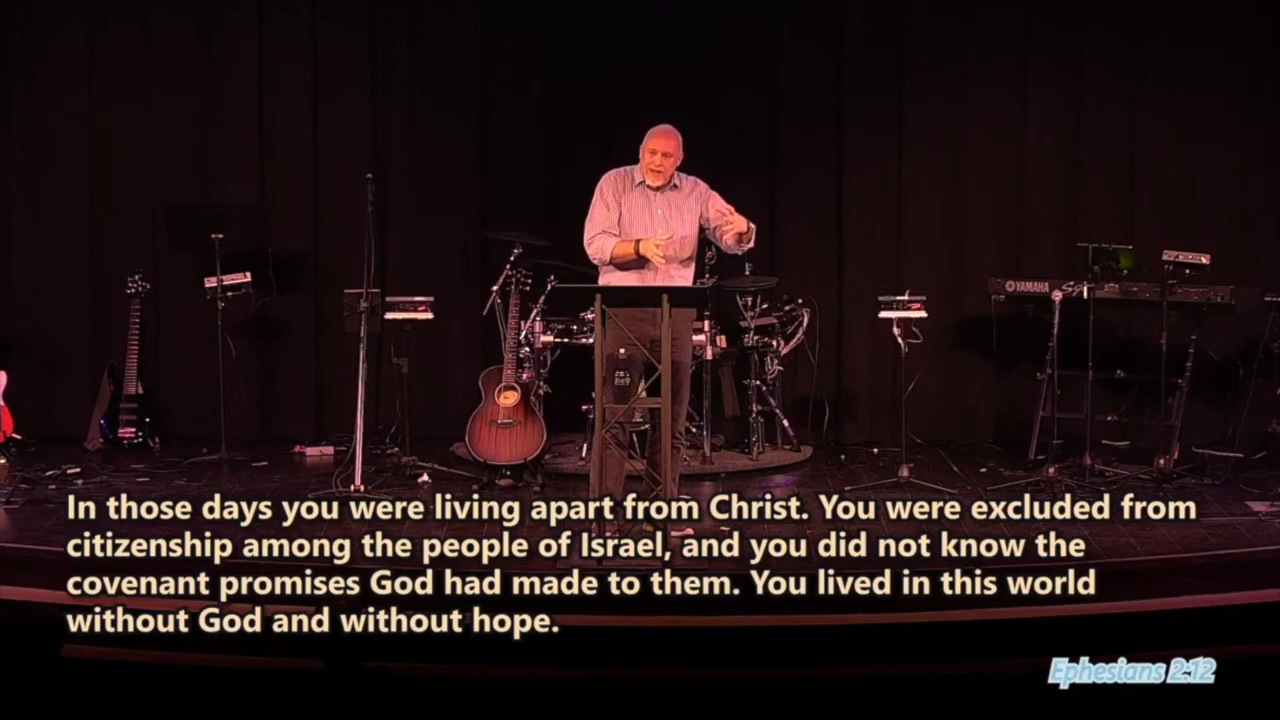 YAMAHA
In those days you were living apart from Christ. You were excluded from
citizenship among the people of Israel, and you did not know the
covenant promises God had made to them. You lived in this world
without God and without hope.
Ephesians 2:12